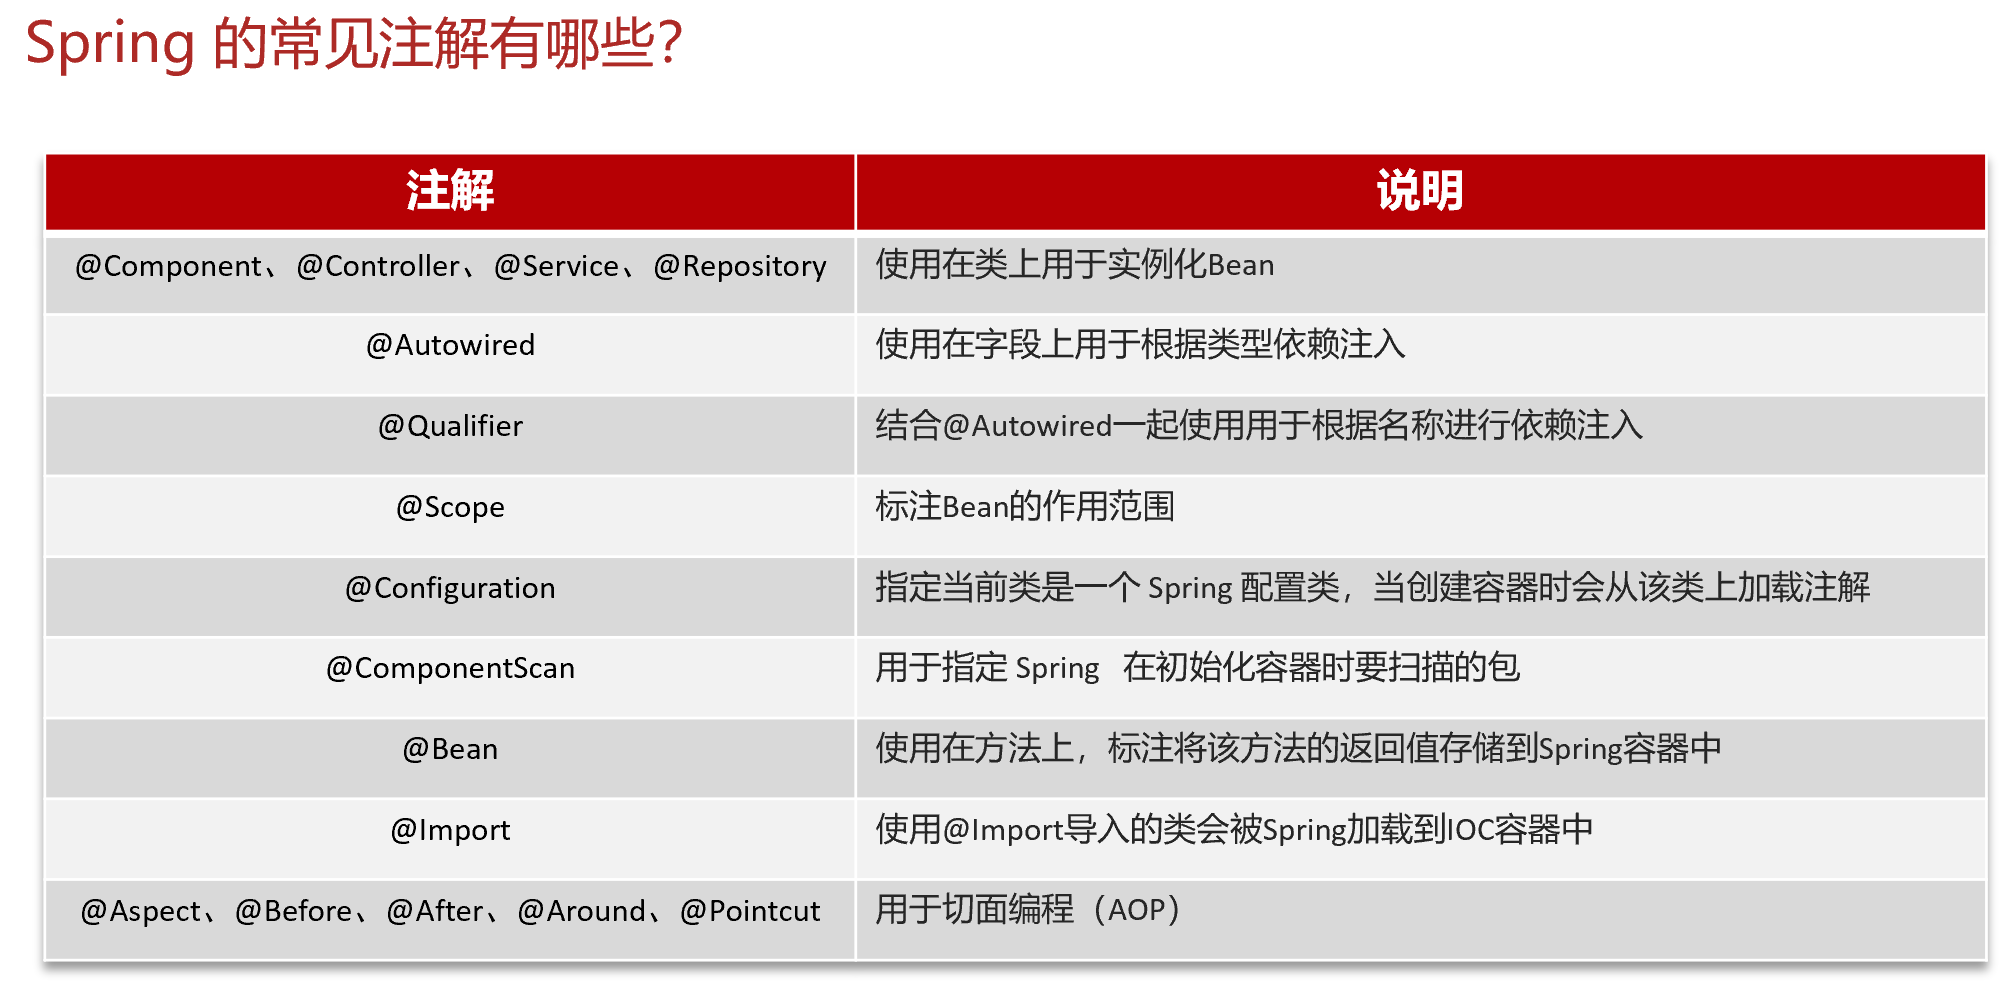 Spring 的常见注解有哪些？
注解 说明
@Component、@Controller、@Service、@Repository 使用在类上用于实例化Bean
@Autowired 使用在字段上用于根据类型依赖注入
@Qualifier 结合@Autowired一起使用用于根据名称进行依赖注入
@Scope 标注Bean的作用范围
@Configuration 指定当前类是一个 Spring 配置类，当创建容器时会从该类上加载注解
@ComponentScan 用于指定 Spring 在初始化容器时要扫描的包
@Bean 使用在方法上，标注将该方法的返回值存储到Spring容器中
@Import 使用@Import导入的类会被Spring加载到IOC容器中
@Aspect、@Before、@After、@Around、@Pointcut 用于切面编程（AOP）